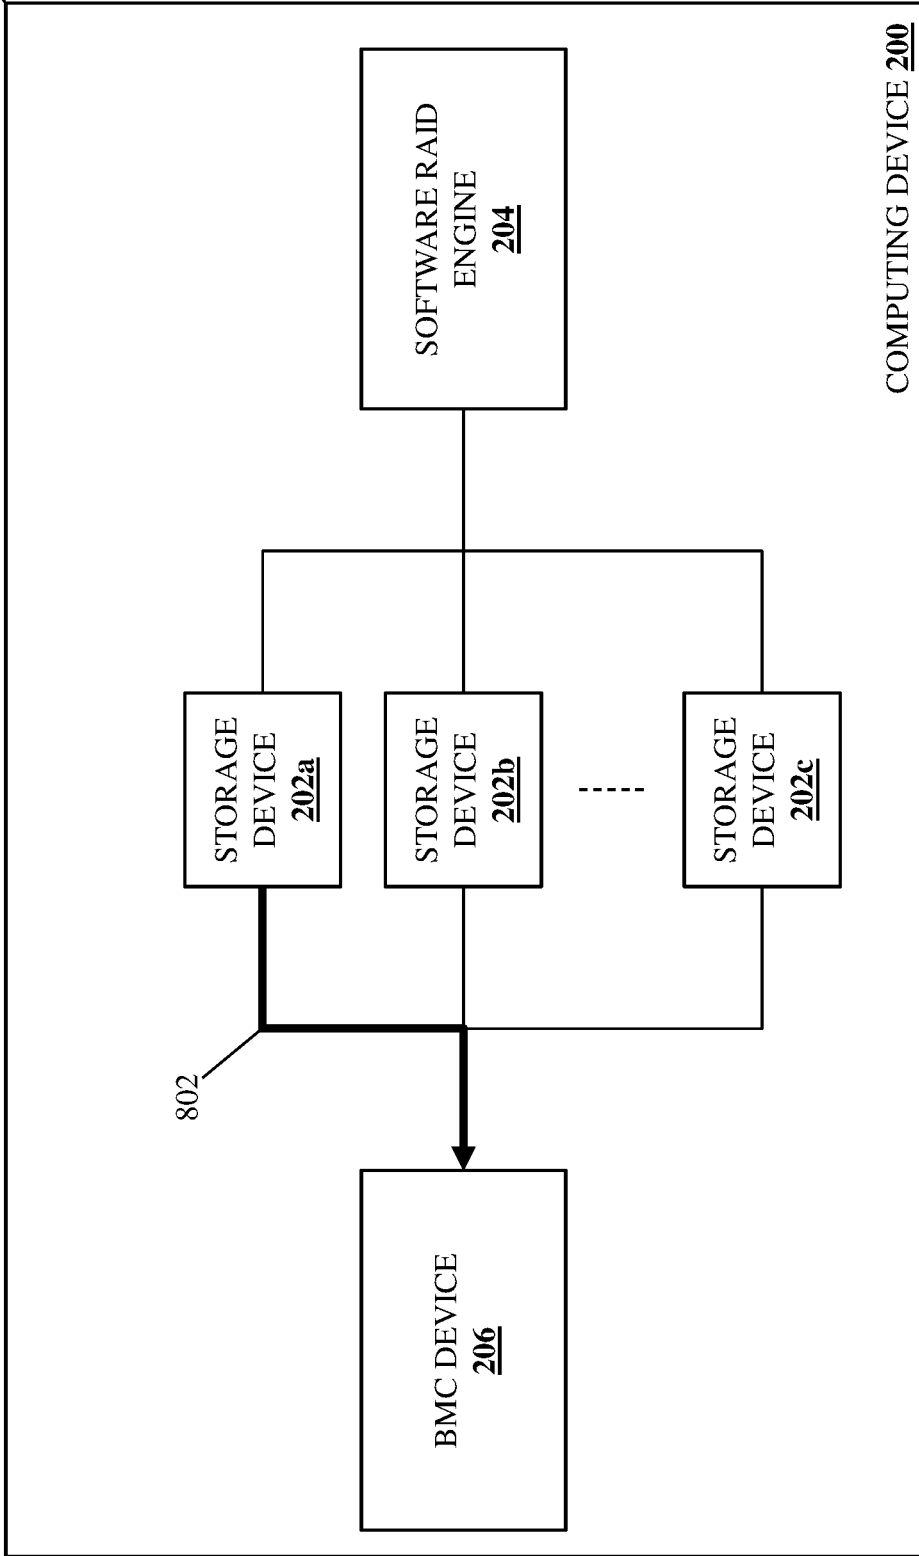 802
BMC DEVICE
206
STORAGE
DEVICE
202a
STORAGE
DEVICE
202b
STORAGE
DEVICE
202c
SOFTWARE RAID
ENGINE
204
COMPUTING DEVICE 200